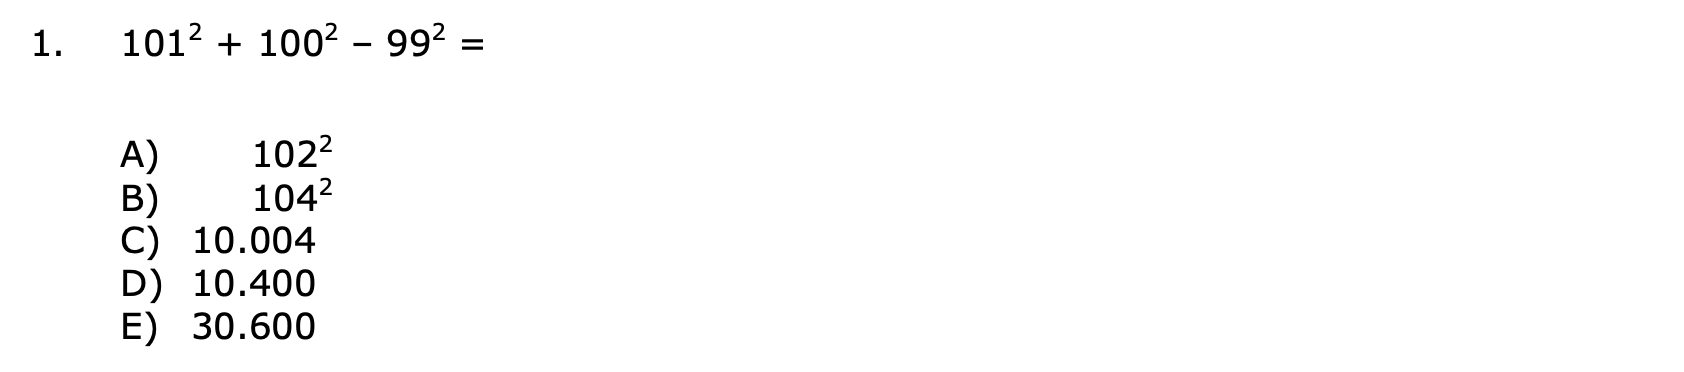 1. 101² + 100² – 99² =
A) 102²
B) 104²
C) 10.004
D) 10.400
E) 30.600